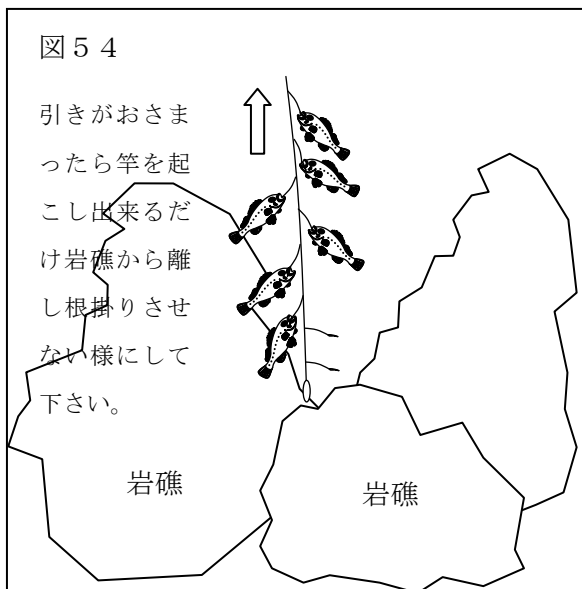 図５４
引きがおさま
ったら竿を起
こし出来るだ
け岩礁から離
し根掛りさせ
ない様にして
下さい。
岩礁
岩礁